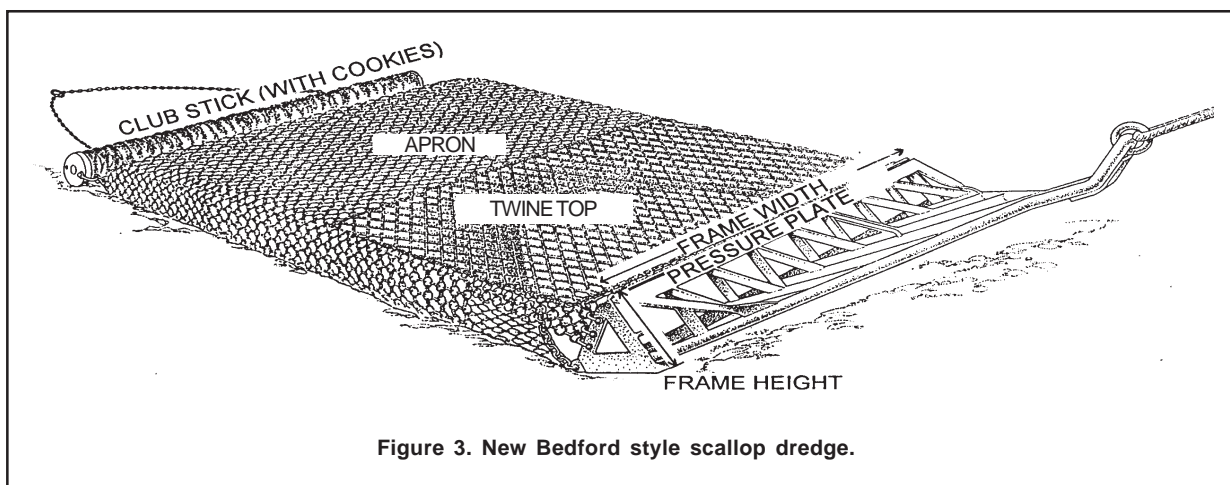 CLUB STICK (WITH COOKIES)
APRON
TWINE TOP
FRAME WIDTH
PRESSURE PLATE
FRAME HEIGHT
Figure 3. New Bedford style scallop dredge.